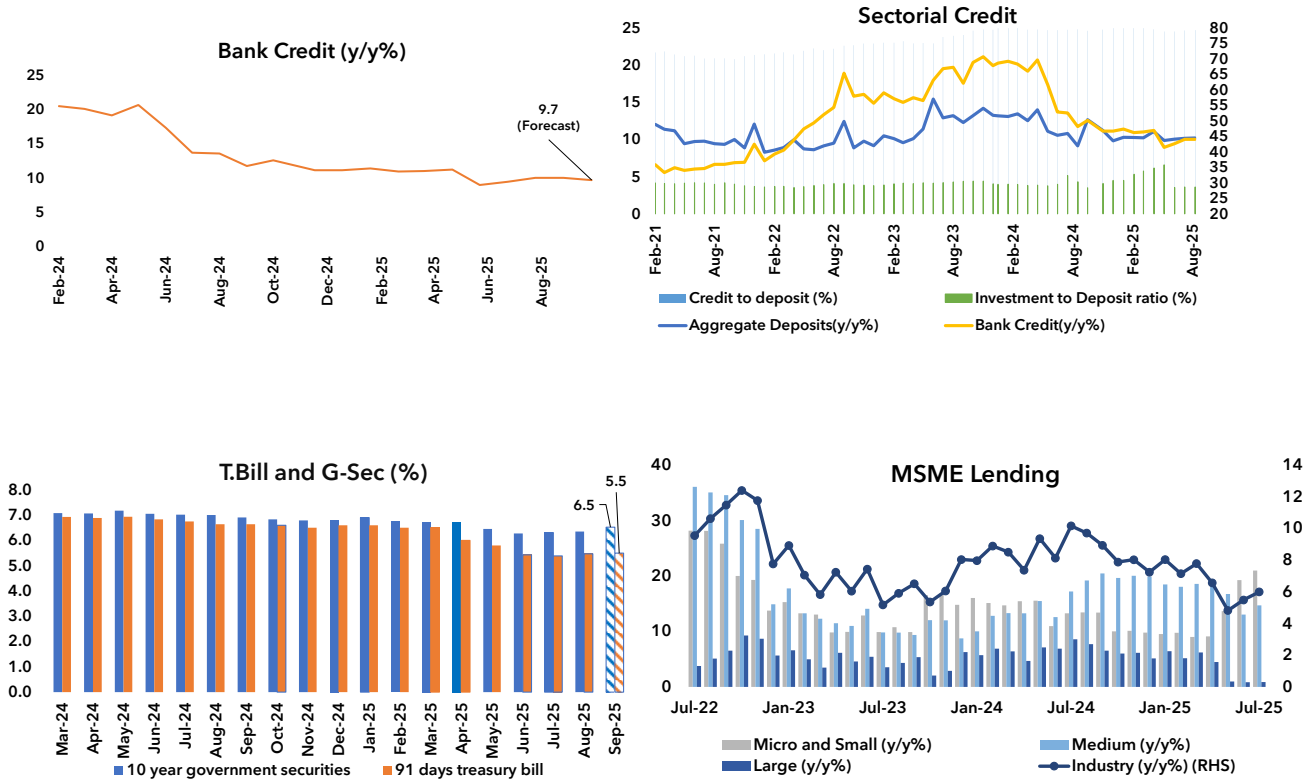 Bank Credit (y/y%)
25
20
15
10
5
0
9.7
(Forecast)
Feb-24
Apr-24
Jun-24
Aug-24
Oct-24
Dec-24
Feb-25
Apr-25
Jun-25
Aug-25
Sectorial Credit
25
20
15
10
5
0
80
75
70
65
60
55
50
45
40
35
30
25
20
Feb-21
Aug-21
Feb-22
Aug-22
Feb-23
Aug-23
Feb-24
Aug-24
Feb-25
Aug-25
Credit to deposit (%)
Investment to Deposit ratio (%)
Aggregate Deposits(y/y%)
Bank Credit(y/y%)
T.Bill and G-Sec (%)
8.0
7.0
6.0
5.0
4.0
3.0
2.0
1.0
0.0
6.5
5.5
Mar-24
Apr-24
May-24
Jun-24
Jul-24
Aug-24
Sep-24
Oct-24
Nov-24
Dec-24
Jan-25
Feb-25
Mar-25
Apr-25
May-25
Jun-25
Jul-25
Aug-25
Sep-25
10 year government securities
91 days treasury bill
MSME Lending
40
30
20
10
0
14
12
10
8
6
4
2
0
Jul-22
Jan-23
Jul-23
Jan-24
Jul-24
Jan-25
Jul-25
Micro and Small (y/y%)
Medium (y/y%)
Large (y/y%)
Industry (y/y%) (RHS)